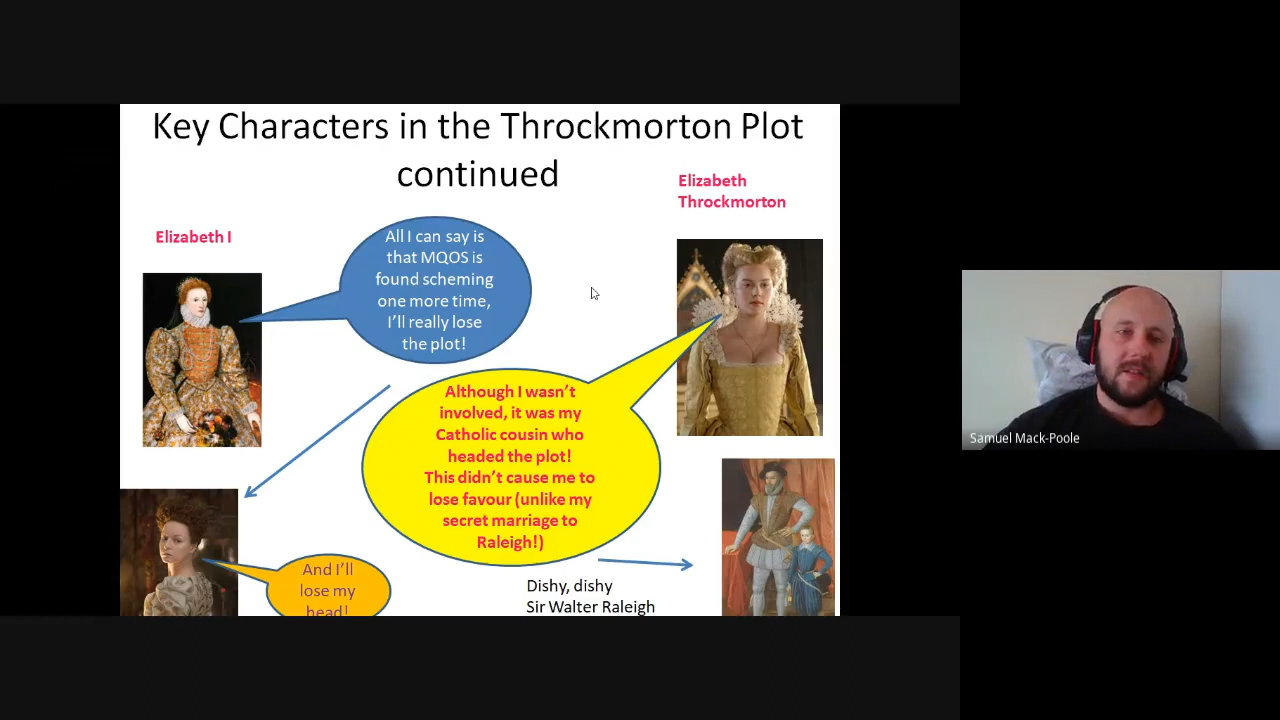 Key Characters in the Throckmorton Plot
continued
Elizabeth
Throckmorton
Elizabeth I
All I can say is
that MQOS is
found scheming
one more time,
I'll really lose
the plot!
Although I wasn't
involved, it was my
Catholic cousin who
headed the plot!
This didn't cause me to
lose favour (unlike my
secret marriage to
Raleigh!)
And I'll
lose my
head!
Dishy, dishy
Sir Walter Raleigh
Samuel Mack-Poole